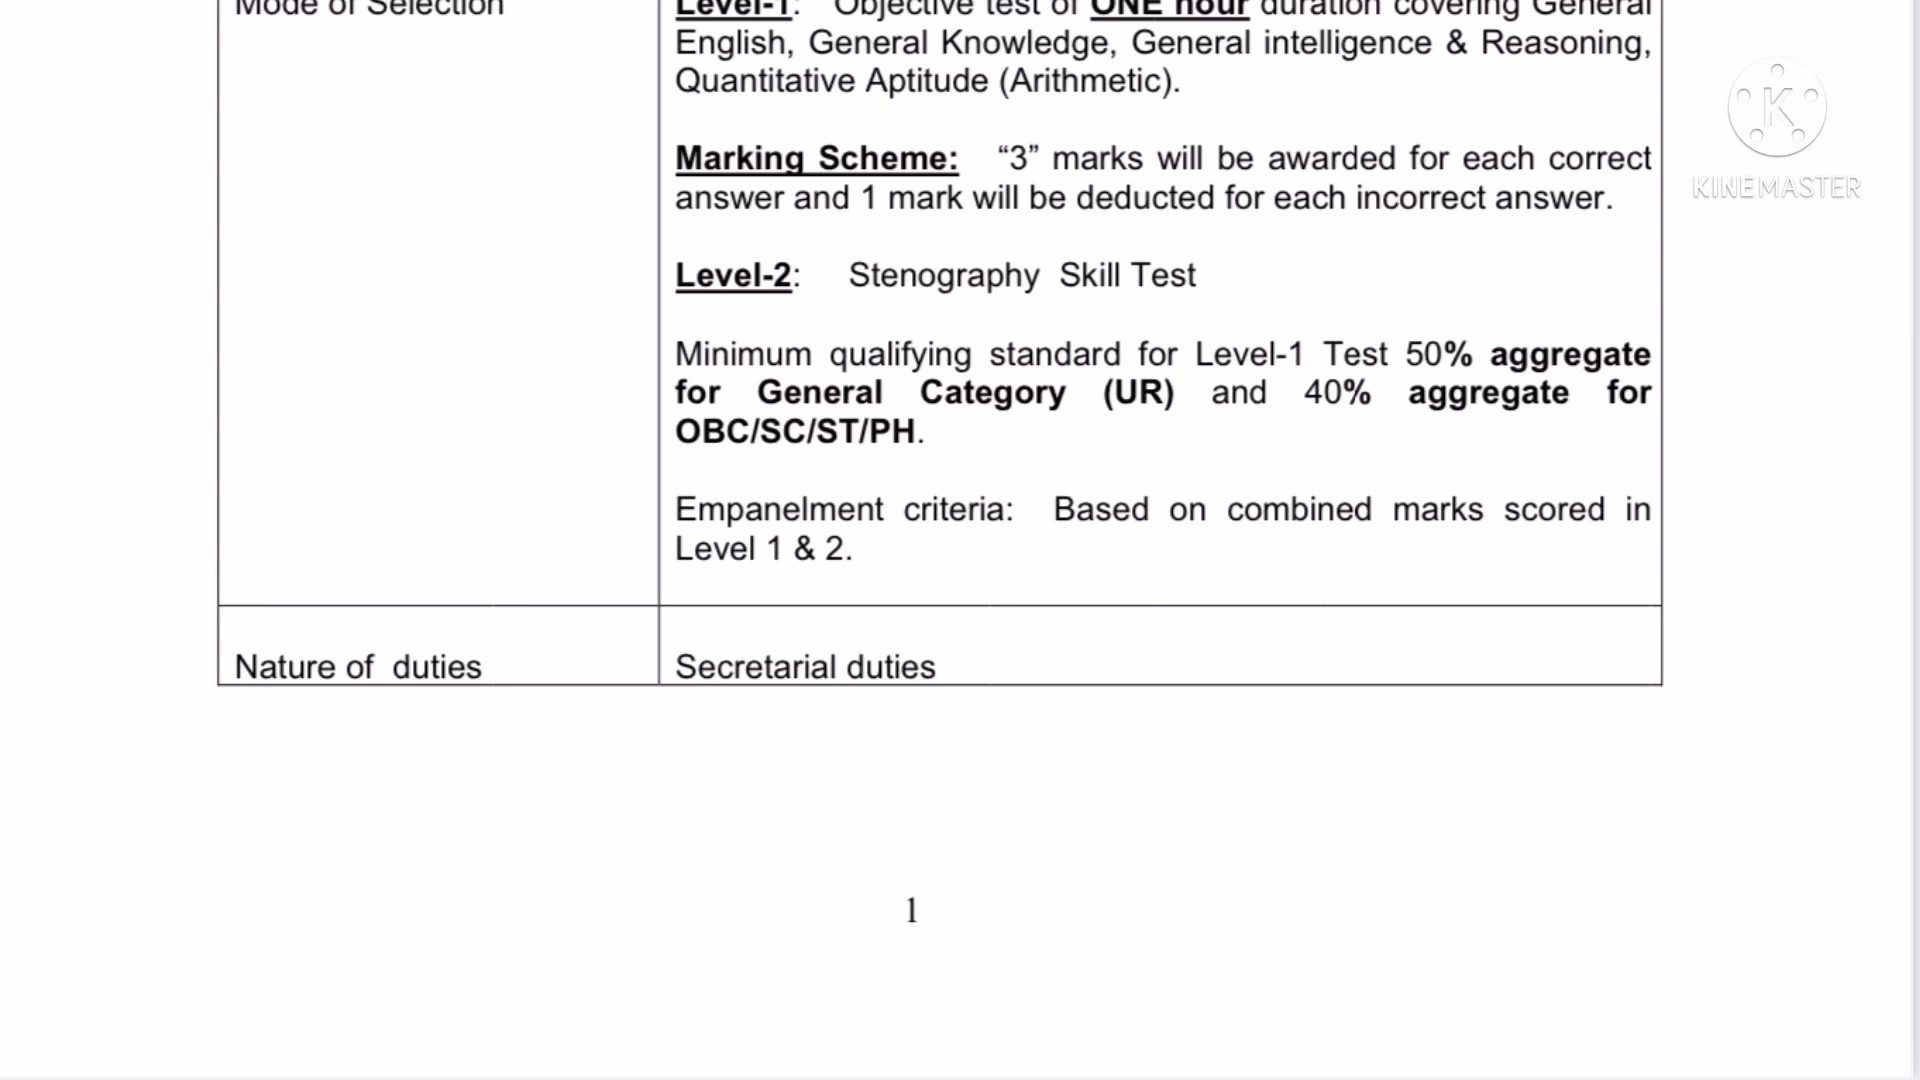 Mode of Selection
Level-1: Objective test of ONE hour duration covering General
English, General Knowledge, General intelligence & Reasoning,
Quantitative Aptitude (Arithmetic).
Marking Scheme: “3” marks will be awarded for each correct
answer and 1 mark will be deducted for each incorrect answer.
Level-2: Stenography Skill Test
Minimum qualifying standard for Level-1 Test 50% aggregate
for General Category (UR) and 40% aggregate for
OBC/SC/ST/PH.
Empanelment criteria: Based on combined marks scored in
Level 1 & 2.
Nature of duties
Secretarial duties
1
K
KINEMASTER